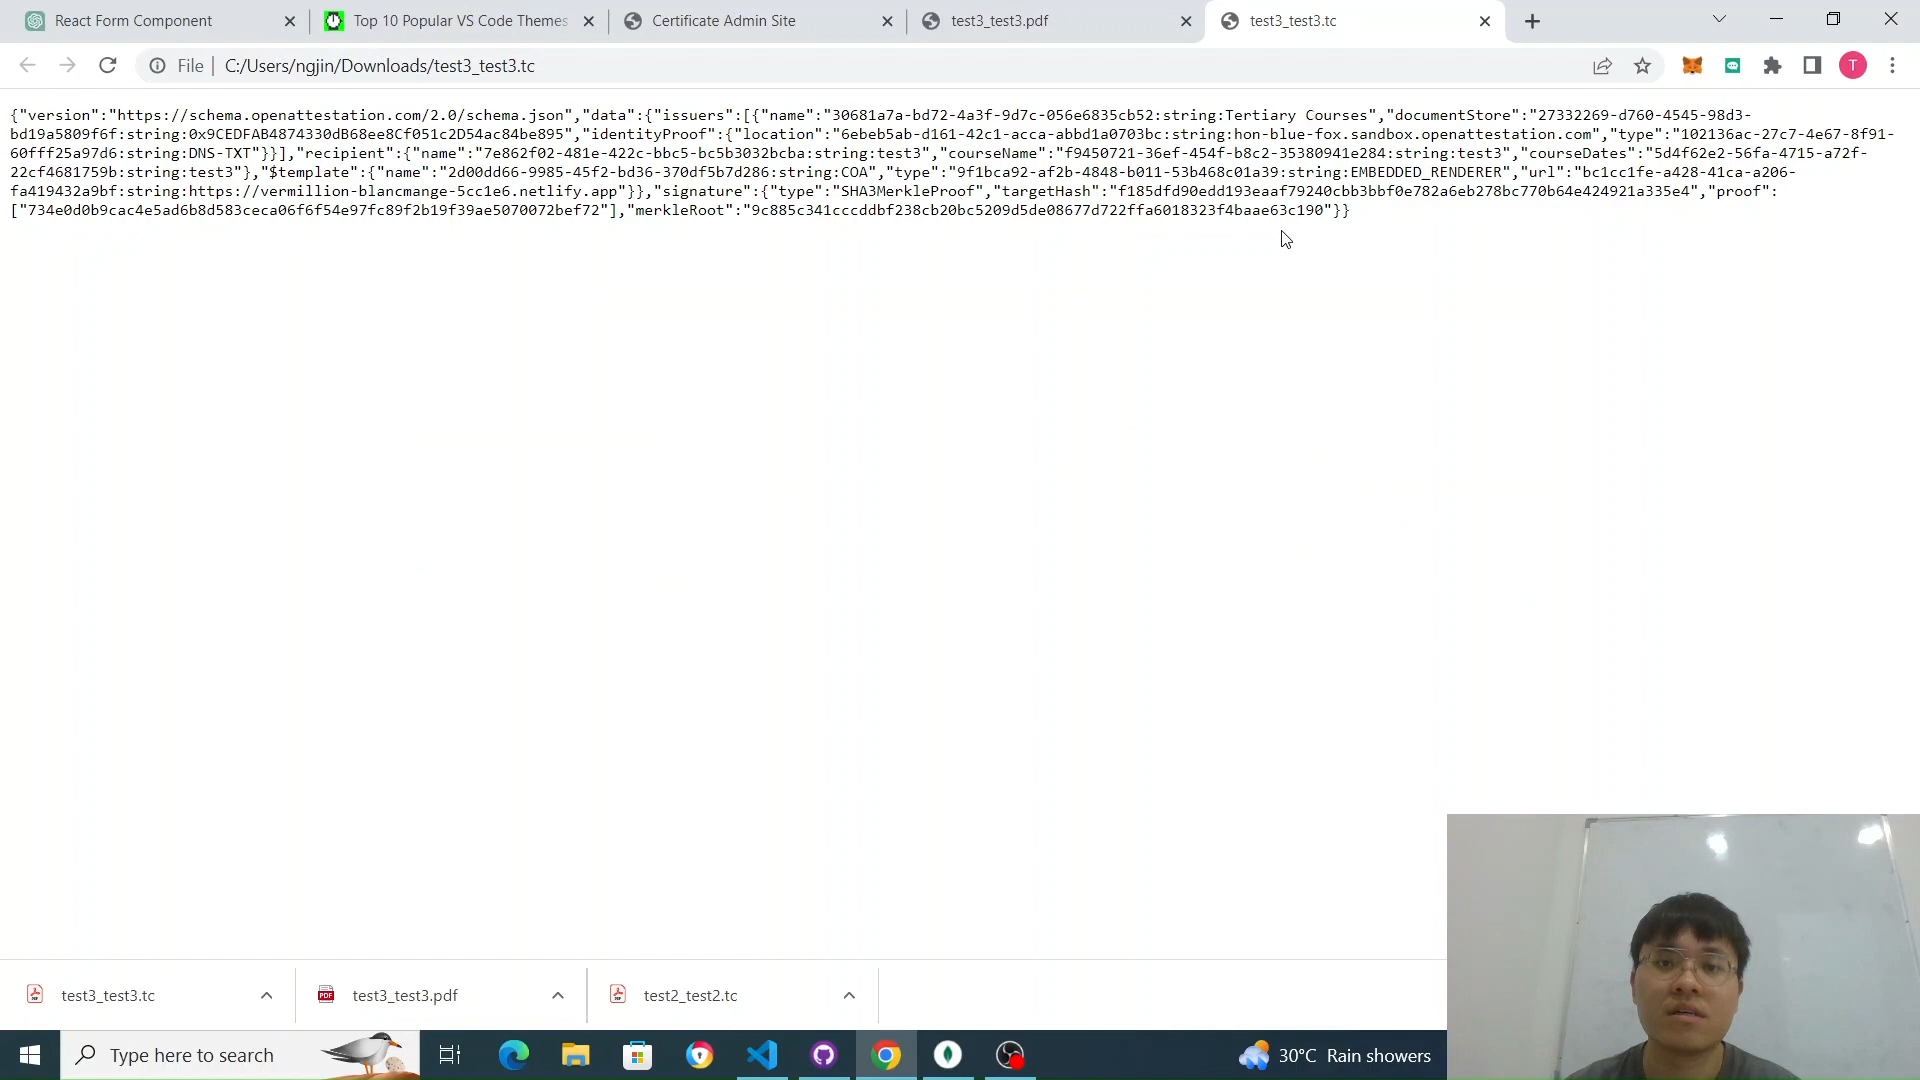 React Form Component
Top 10 Popular VS Code Themes
Certificate Admin Site
test3_test3.pdf
test3_test3.tc
File
C:/Users/ngjin/Downloads/test3_test3.tc
T
{"version":"https://schema.openattestation.com/2.0/schema.json","data":{"issuers":[{"name":"30681a7a-bd72-4a3f-9d7c-056e6835cb52:string:Tertiary Courses","documentStore":"27332269-d760-4545-98d3-
bd19a5809f6f:string:0x9CEDFAB4874330dB68ee8Cf051c2D54ac84be895","identityProof":{"location":"6ebeb5ab-d161-42c1-acca-abbd1a0703bc:string:hon-blue-fox.sandbox.openattestation.com","type":"102136ac-27c7-4e67-8f91-
60fff25a97d6:string:DNS-TXT"}}],"recipient":{"name":"7e862f02-481e-422c-bbc5-bc5b3032bcba:string:test3","courseName":"f9450721-36ef-454f-b8c2-35380941e284:string:test3","courseDates":"5d4f62e2-56fa-4715-a72f-
22cf4681759b:string:test3"},"$template":{"name":"2d00dd66-9985-45f2-bd36-370df5b7d286:string:COA","type":"9f1bca92-af2b-4848-b011-53b468c01a39:string:EMBEDDED_RENDERER","url":"bc1cc1fe-a428-41ca-a206-
fa419432a9bf:string:https://vermillion-blancmange-5cc1e6.netlify.app"}},"signature":{"type":"SHA3MerkleProof","targetHash":"f185dfd90edd193eaaf79240cbb3bbf0e782a6eb278bc770b64e424921a335e4","proof":
["734e0d0b9cac4e5ad6b8d583ceca06f6f54e97fc89f2b19f39ae5070072bef72"],"merkleRoot":"9c885c341cccddbf238cb20bc5209d5de08677d722ffa6018323f4baae63c190"}}
test3_test3.tc
test3_test3.pdf
test2_test2.tc
Type here to search
30°C Rain showers